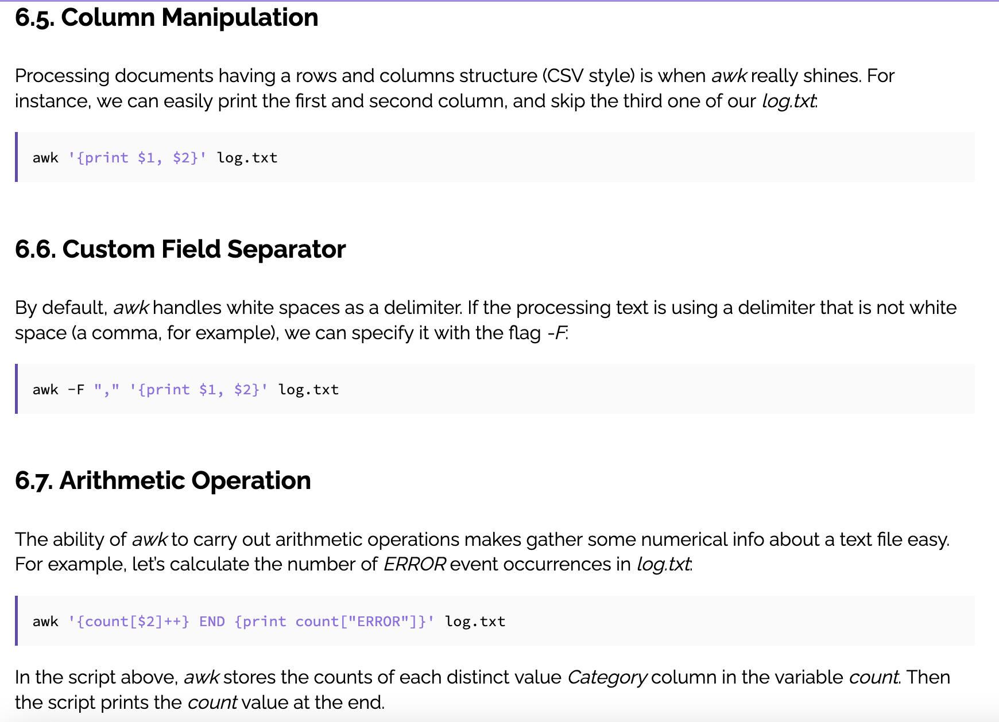 6.5. Column Manipulation
Processing documents having a rows and columns structure (CSV style) is when awk really shines. For
instance, we can easily print the first and second column, and skip the third one of our log.txt:
awk '{print $1, $2}' log.txt
6.6. Custom Field Separator
By default, awk handles white spaces as a delimiter. If the processing text is using a delimiter that is not white
space (a comma, for example), we can specify it with the flag -F:
awk -F "," '{print $1, $2}' log.txt
6.7. Arithmetic Operation
The ability of awk to carry out arithmetic operations makes gather some numerical info about a text file easy.
For example, let's calculate the number of ERROR event occurrences in log.txt:
awk '{count[$2]++} END {print count["ERROR"]}' log.txt
In the script above, awk stores the counts of each distinct value Category column in the variable count. Then
the script prints the count value at the end.